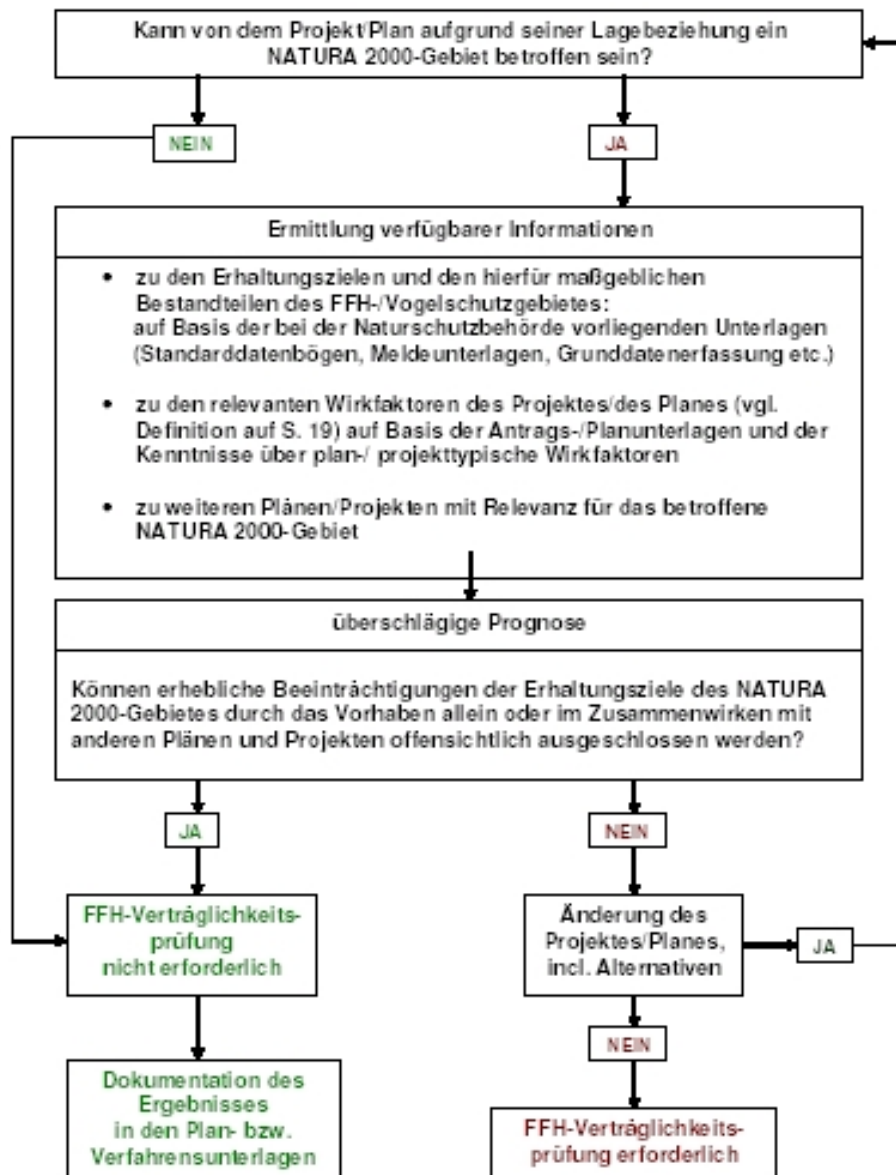 Kann von dem Projekt/Plan aufgrund seiner Lagebeziehung ein
NATURA 2000-Gebiet betroffen sein?
NEIN
JA
Ermittlung verfügbarer Informationen
• zu den Erhaltungszielen und den hierfür maßgeblichen
Bestandteilen des FFH-/Vogelschutzgebietes:
auf Basis der bei der Naturschutzbehörde vorliegenden Unterlagen
(Standarddatenbögen, Meldeunterlagen, Grunddatenerfassung etc.)
• zu den relevanten Wirkfaktoren des Projektes/des Planes (vgl.
Definition auf S. 19) auf Basis der Antrags-/Planunterlagen und der
Kenntnisse über plan-/ projekttypische Wirkfaktoren
• zu weiteren Plänen/Projekten mit Relevanz für das betroffene
NATURA 2000-Gebiet
überschlägige Prognose
Können erhebliche Beeinträchtigungen der Erhaltungsziele des NATURA
2000-Gebietes durch das Vorhaben allein oder im Zusammenwirken mit
anderen Plänen und Projekten offensichtlich ausgeschlossen werden?
JA
NEIN
FFH-Verträglichkeits-
prüfung
nicht erforderlich
Änderung des
Projektes/Planes,
incl. Alternativen
JA
NEIN
Dokumentation des
Ergebnisses
in den Plan- bzw.
Verfahrensunterlagen
FFH-Verträglichkeits-
prüfung erforderlich